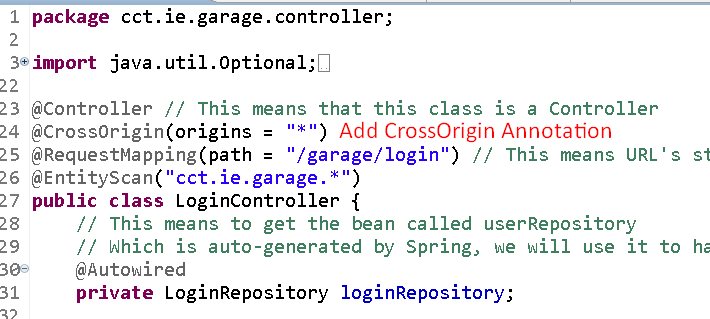 1 package cct.ie.garage.controller;
2
3 import java.util.Optional;
22
23 @Controller // This means that this class is a Controller
24 @CrossOrigin(origins = "*") Add CrossOrigin Annotation
25 @RequestMapping(path = "/garage/login") // This means URL's st
26 @EntityScan("cct.ie.garage.*")
27 public class LoginController {
28 // This means to get the bean called userRepository
29 // Which is auto-generated by Spring, we will use it to ha
30 @Autowired
31 private LoginRepository loginRepository;